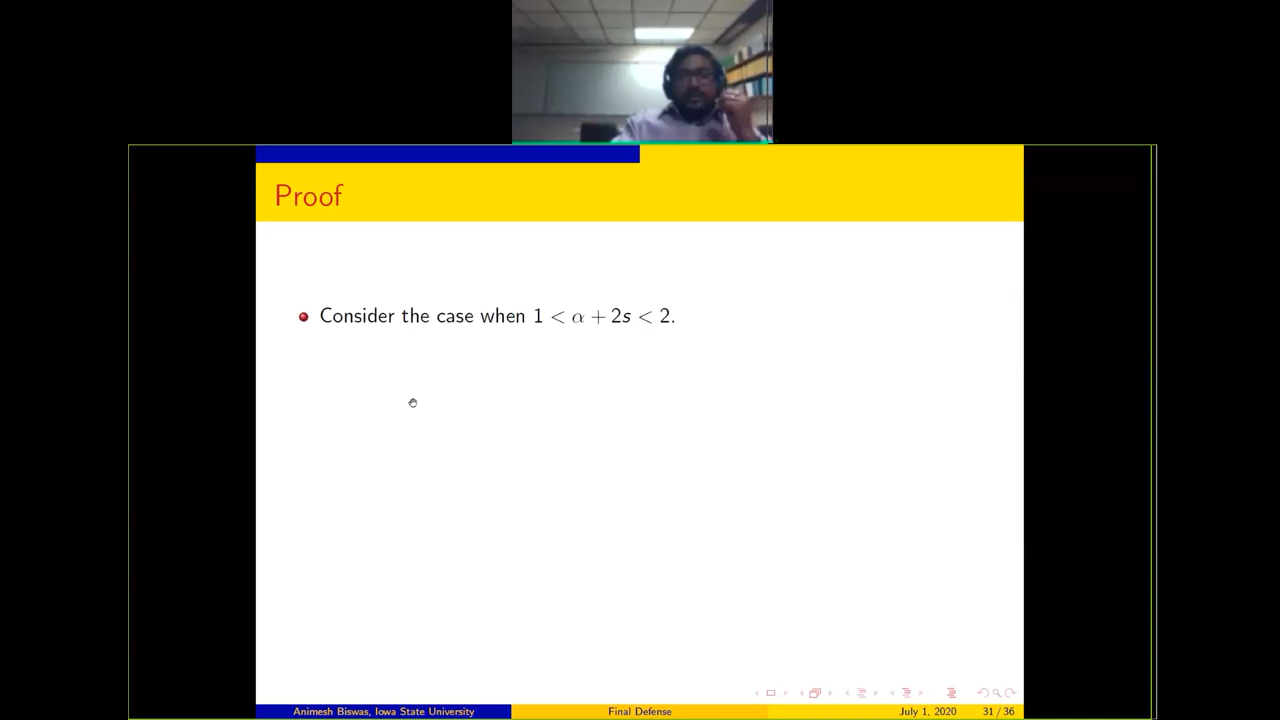 Proof
Consider the case when 1 < α + 2s < 2.
Animesh Biswas, Iowa State University
Final Defense
July 1, 2020
31 / 36